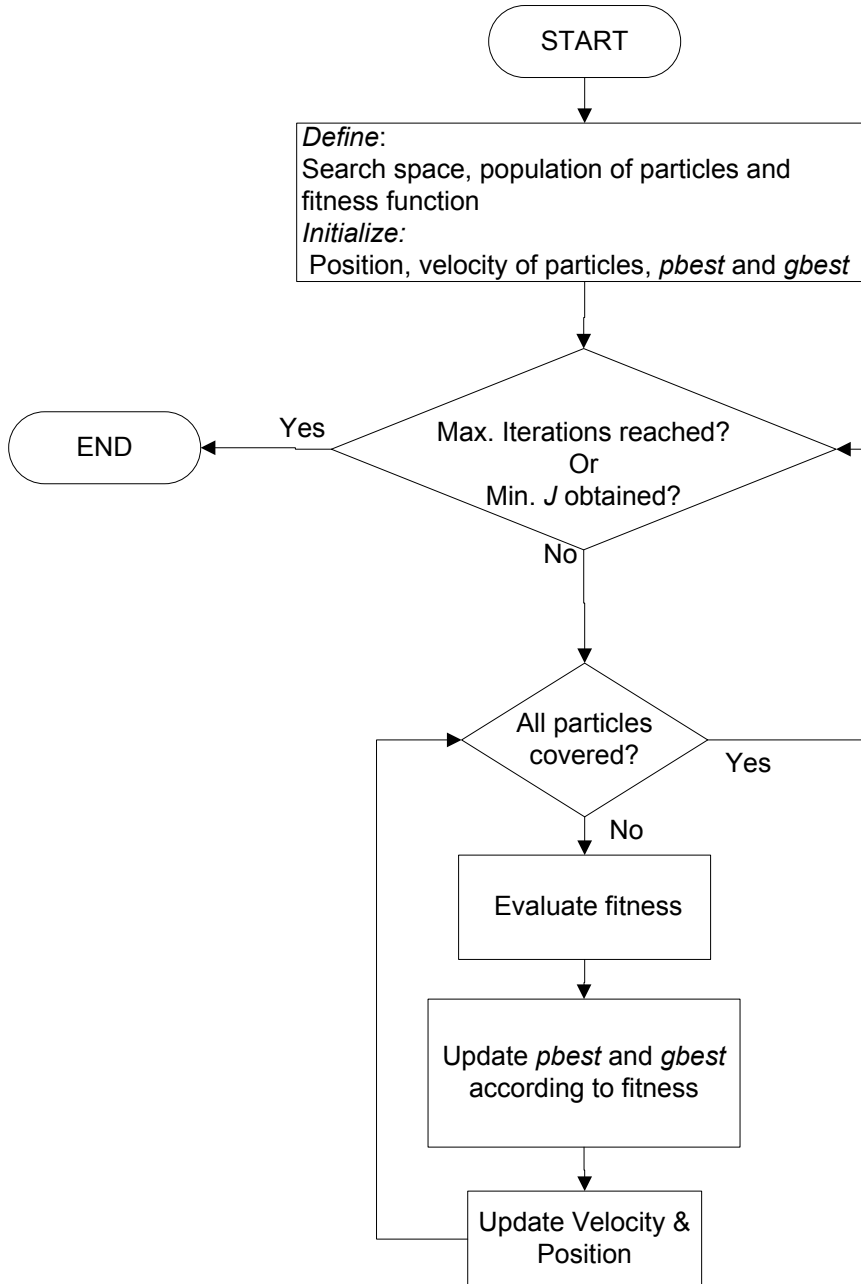 START
Define:
Search space, population of particles and
fitness function
Initialize:
Position, velocity of particles, pbest and gbest
Yes
END
Max. Iterations reached?
Or
Min. J obtained?
No
All particles
covered?
Yes
No
Evaluate fitness
Update pbest and gbest
according to fitness
Update Velocity &
Position